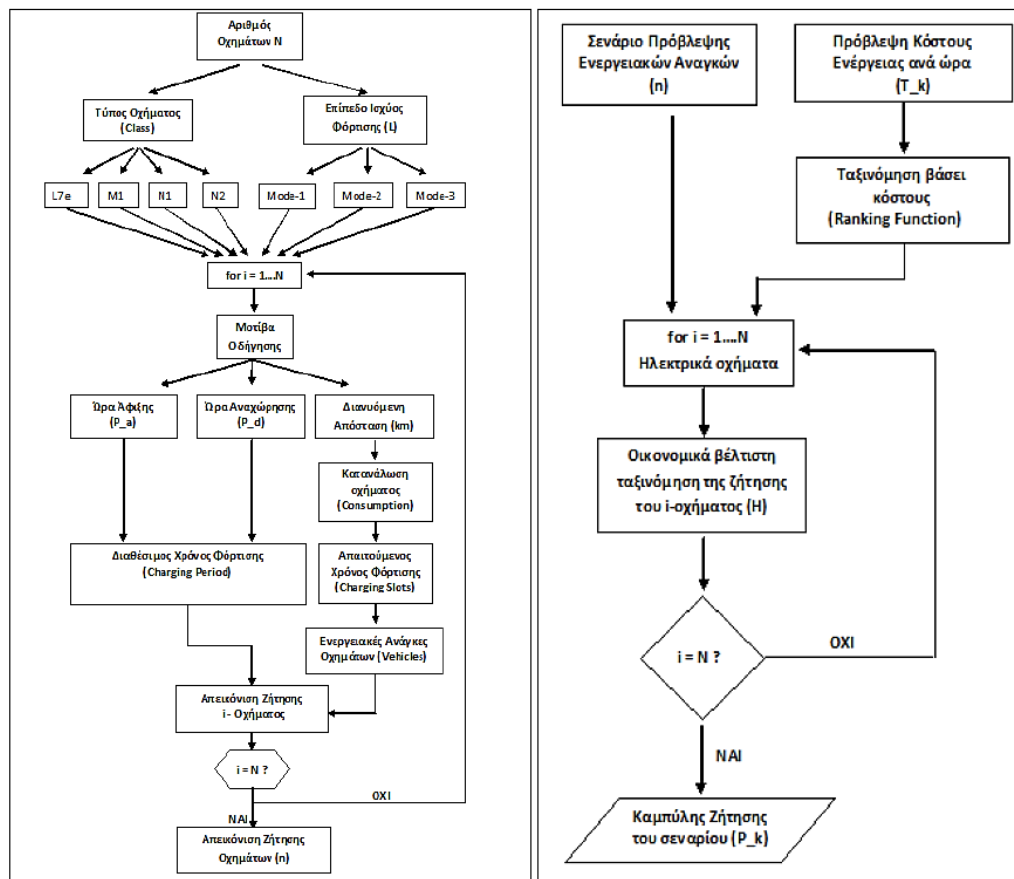 Αριθμός
Οχημάτων N
Τύπος Οχήματος
(Class)
Επίπεδο Ισχύος
Φόρτισης (L)
L7e
M1
N1
N2
Mode-1
Mode-2
Mode-3
for i = 1....N
Μοτίβα
Οδήγησης
Ώρα Άφιξης
(P_a)
Ώρα Αναχώρησης
(P_d)
Διανυόμενη
Απόσταση (km)
Κατανάλωση
οχήματος
(Consumption)
Διαθέσιμος Χρόνος Φόρτισης
(Charging Period)
Απαιτούμενος
Χρόνος Φόρτισης
(Charging Slots)
Ενεργειακές Ανάγκες
Οχημάτων (Vehicles)
Απεικόνιση Ζήτησης
i - Οχήματος
i = N ?
ΟΧΙ
ΝΑΙ
Απεικόνιση Ζήτησης
Οχημάτων (n)
Σενάριο Πρόβλεψης
Ενεργειακών Αναγκών
(n)
Πρόβλεψη Κόστους
Ενέργειας ανά ώρα
(T_k)
Ταξινόμηση βάσει
κόστους
(Ranking Function)
for i = 1....N
Ηλεκτρικά οχήματα
Οικονομικά βέλτιστη
ταξινόμηση της ζήτησης
του i-οχήματος (H)
i = N ?
ΟΧΙ
ΝΑΙ
Καμπύλης Ζήτησης
του σεναρίου (P_k)